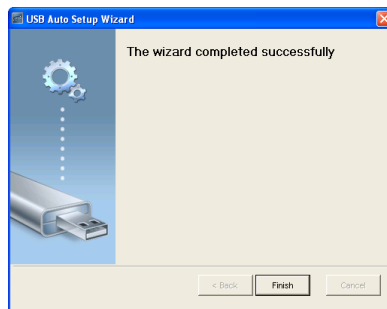 USB Auto Setup Wizard
The wizard completed successfully
< Back
Finish
Cancel